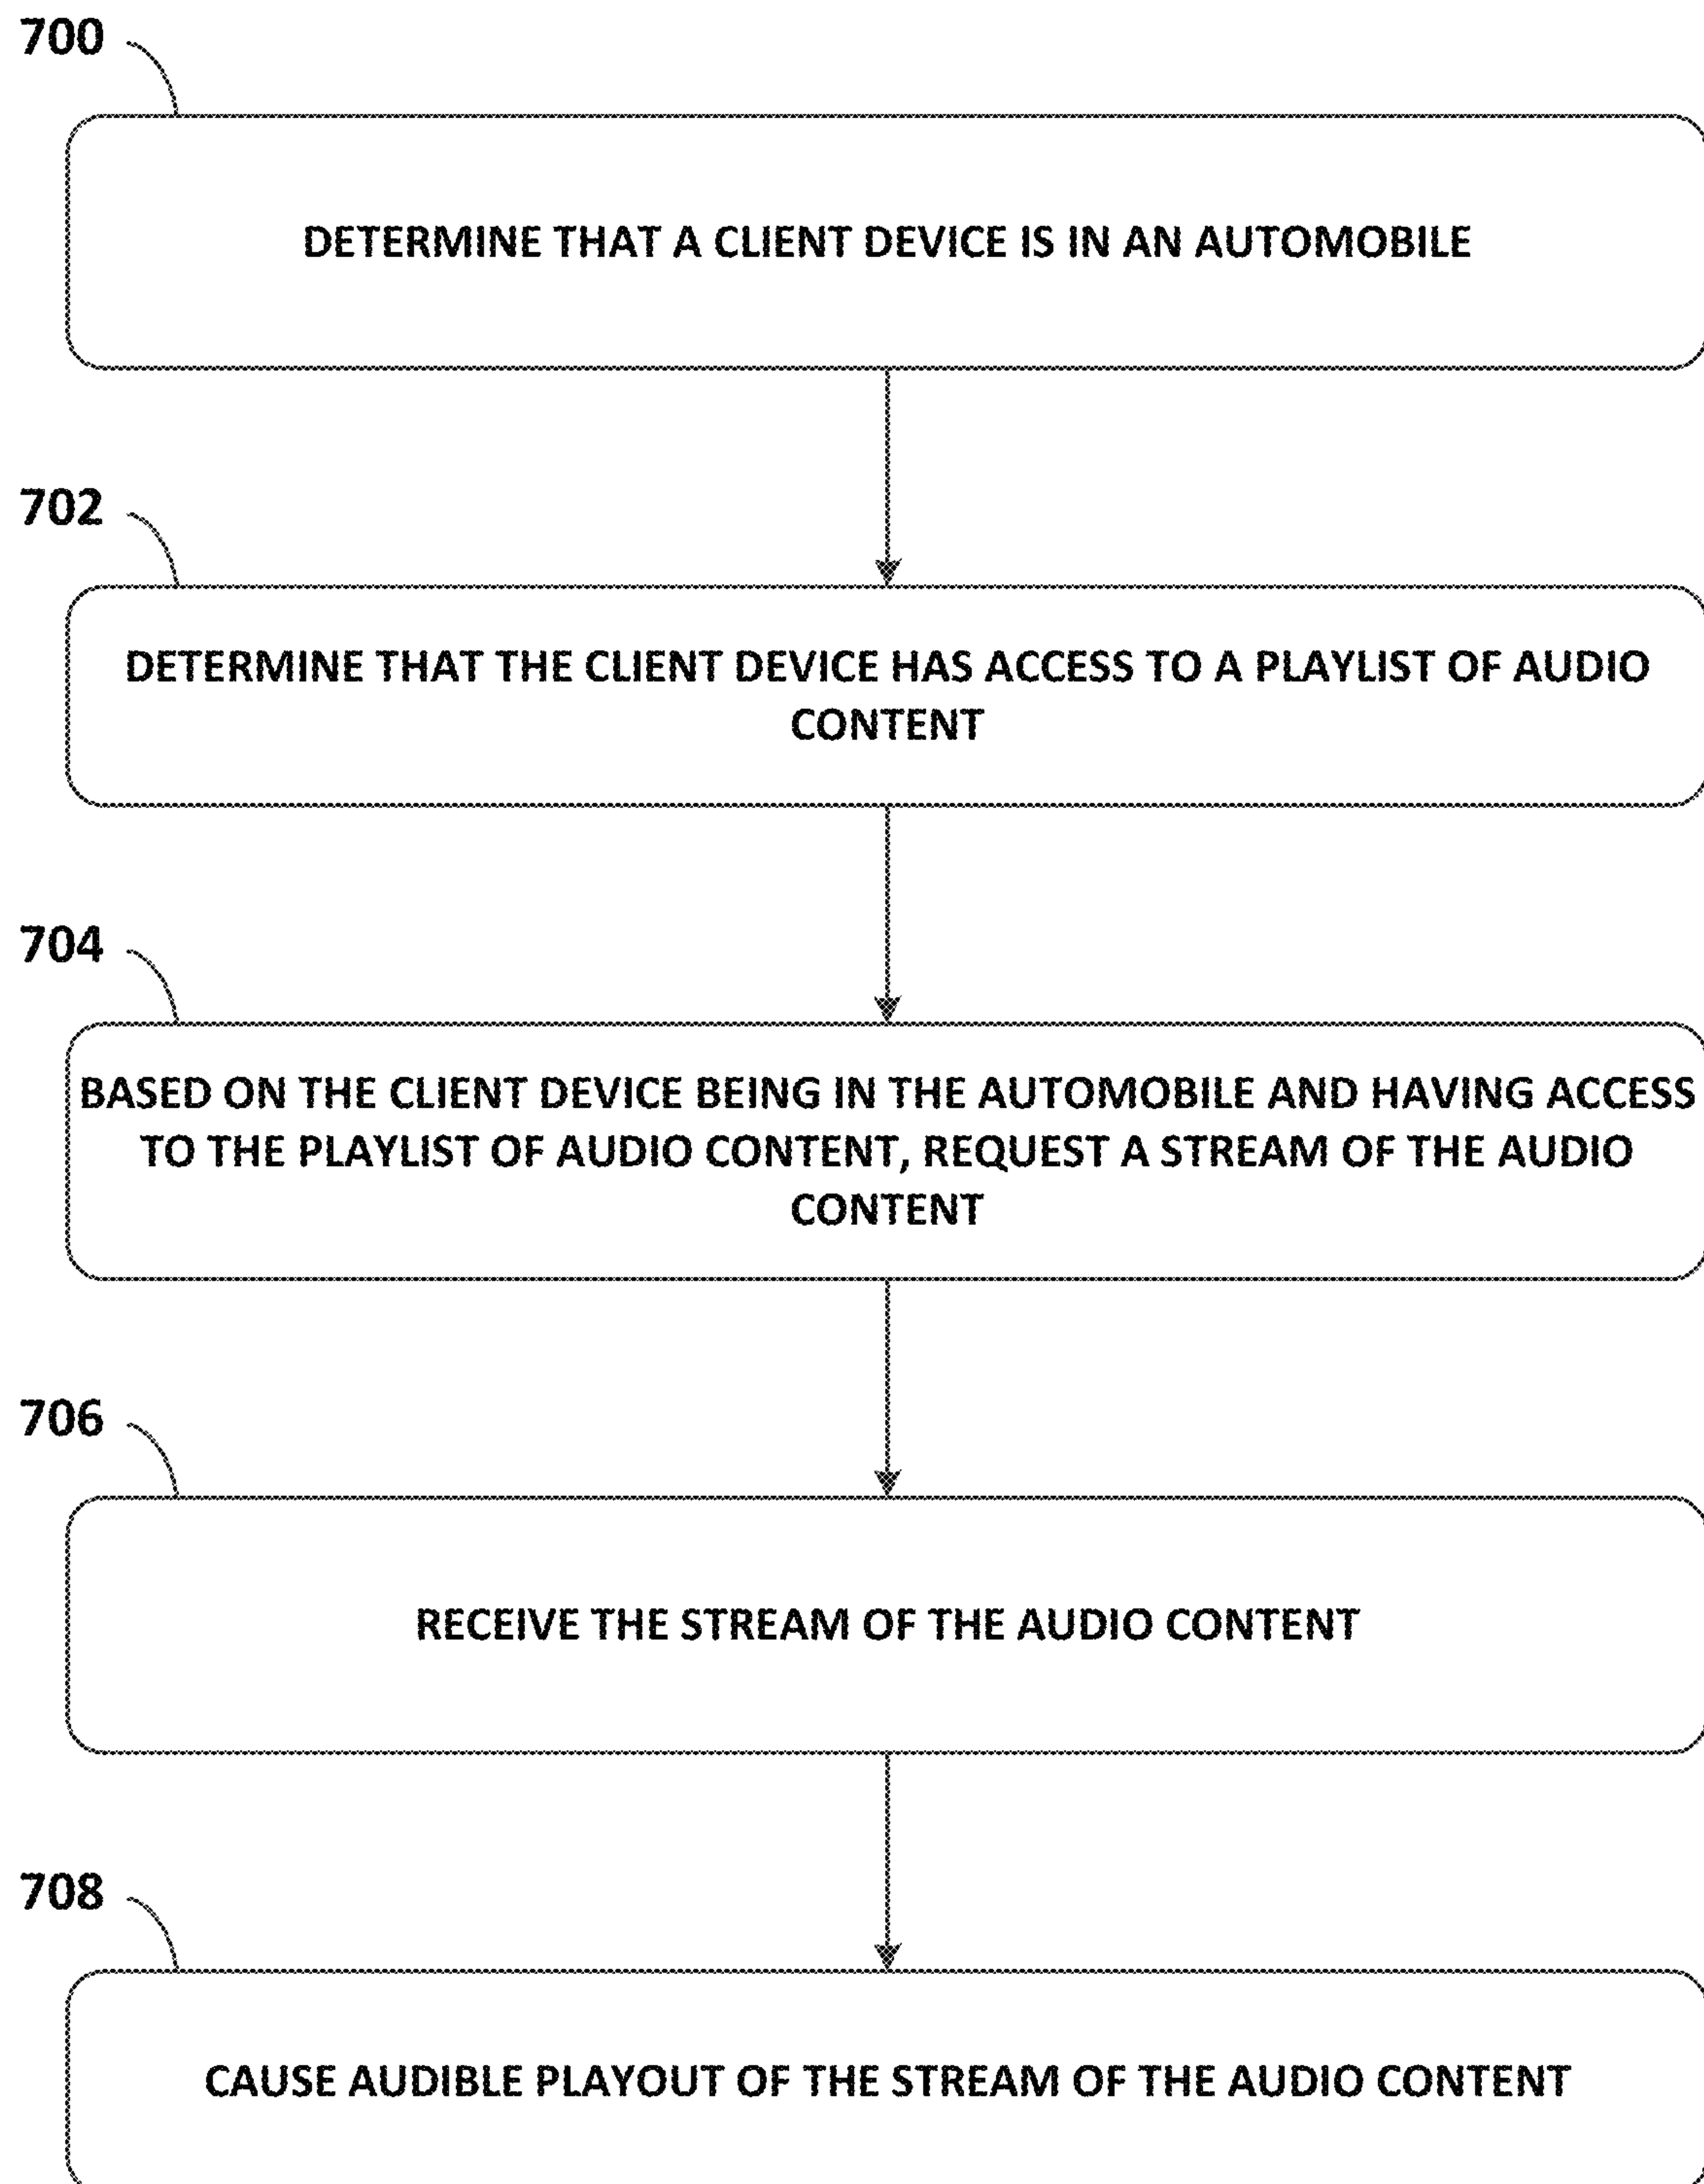 700
DETERMINE THAT A CLIENT DEVICE IS IN AN AUTOMOBILE
702
DETERMINE THAT THE CLIENT DEVICE HAS ACCESS TO A PLAYLIST OF AUDIO
CONTENT
704
BASED ON THE CLIENT DEVICE BEING IN THE AUTOMOBILE AND HAVING ACCESS
TO THE PLAYLIST OF AUDIO CONTENT, REQUEST A STREAM OF THE AUDIO
CONTENT
706
RECEIVE THE STREAM OF THE AUDIO CONTENT
708
CAUSE AUDIBLE PLAYOUT OF THE STREAM OF THE AUDIO CONTENT